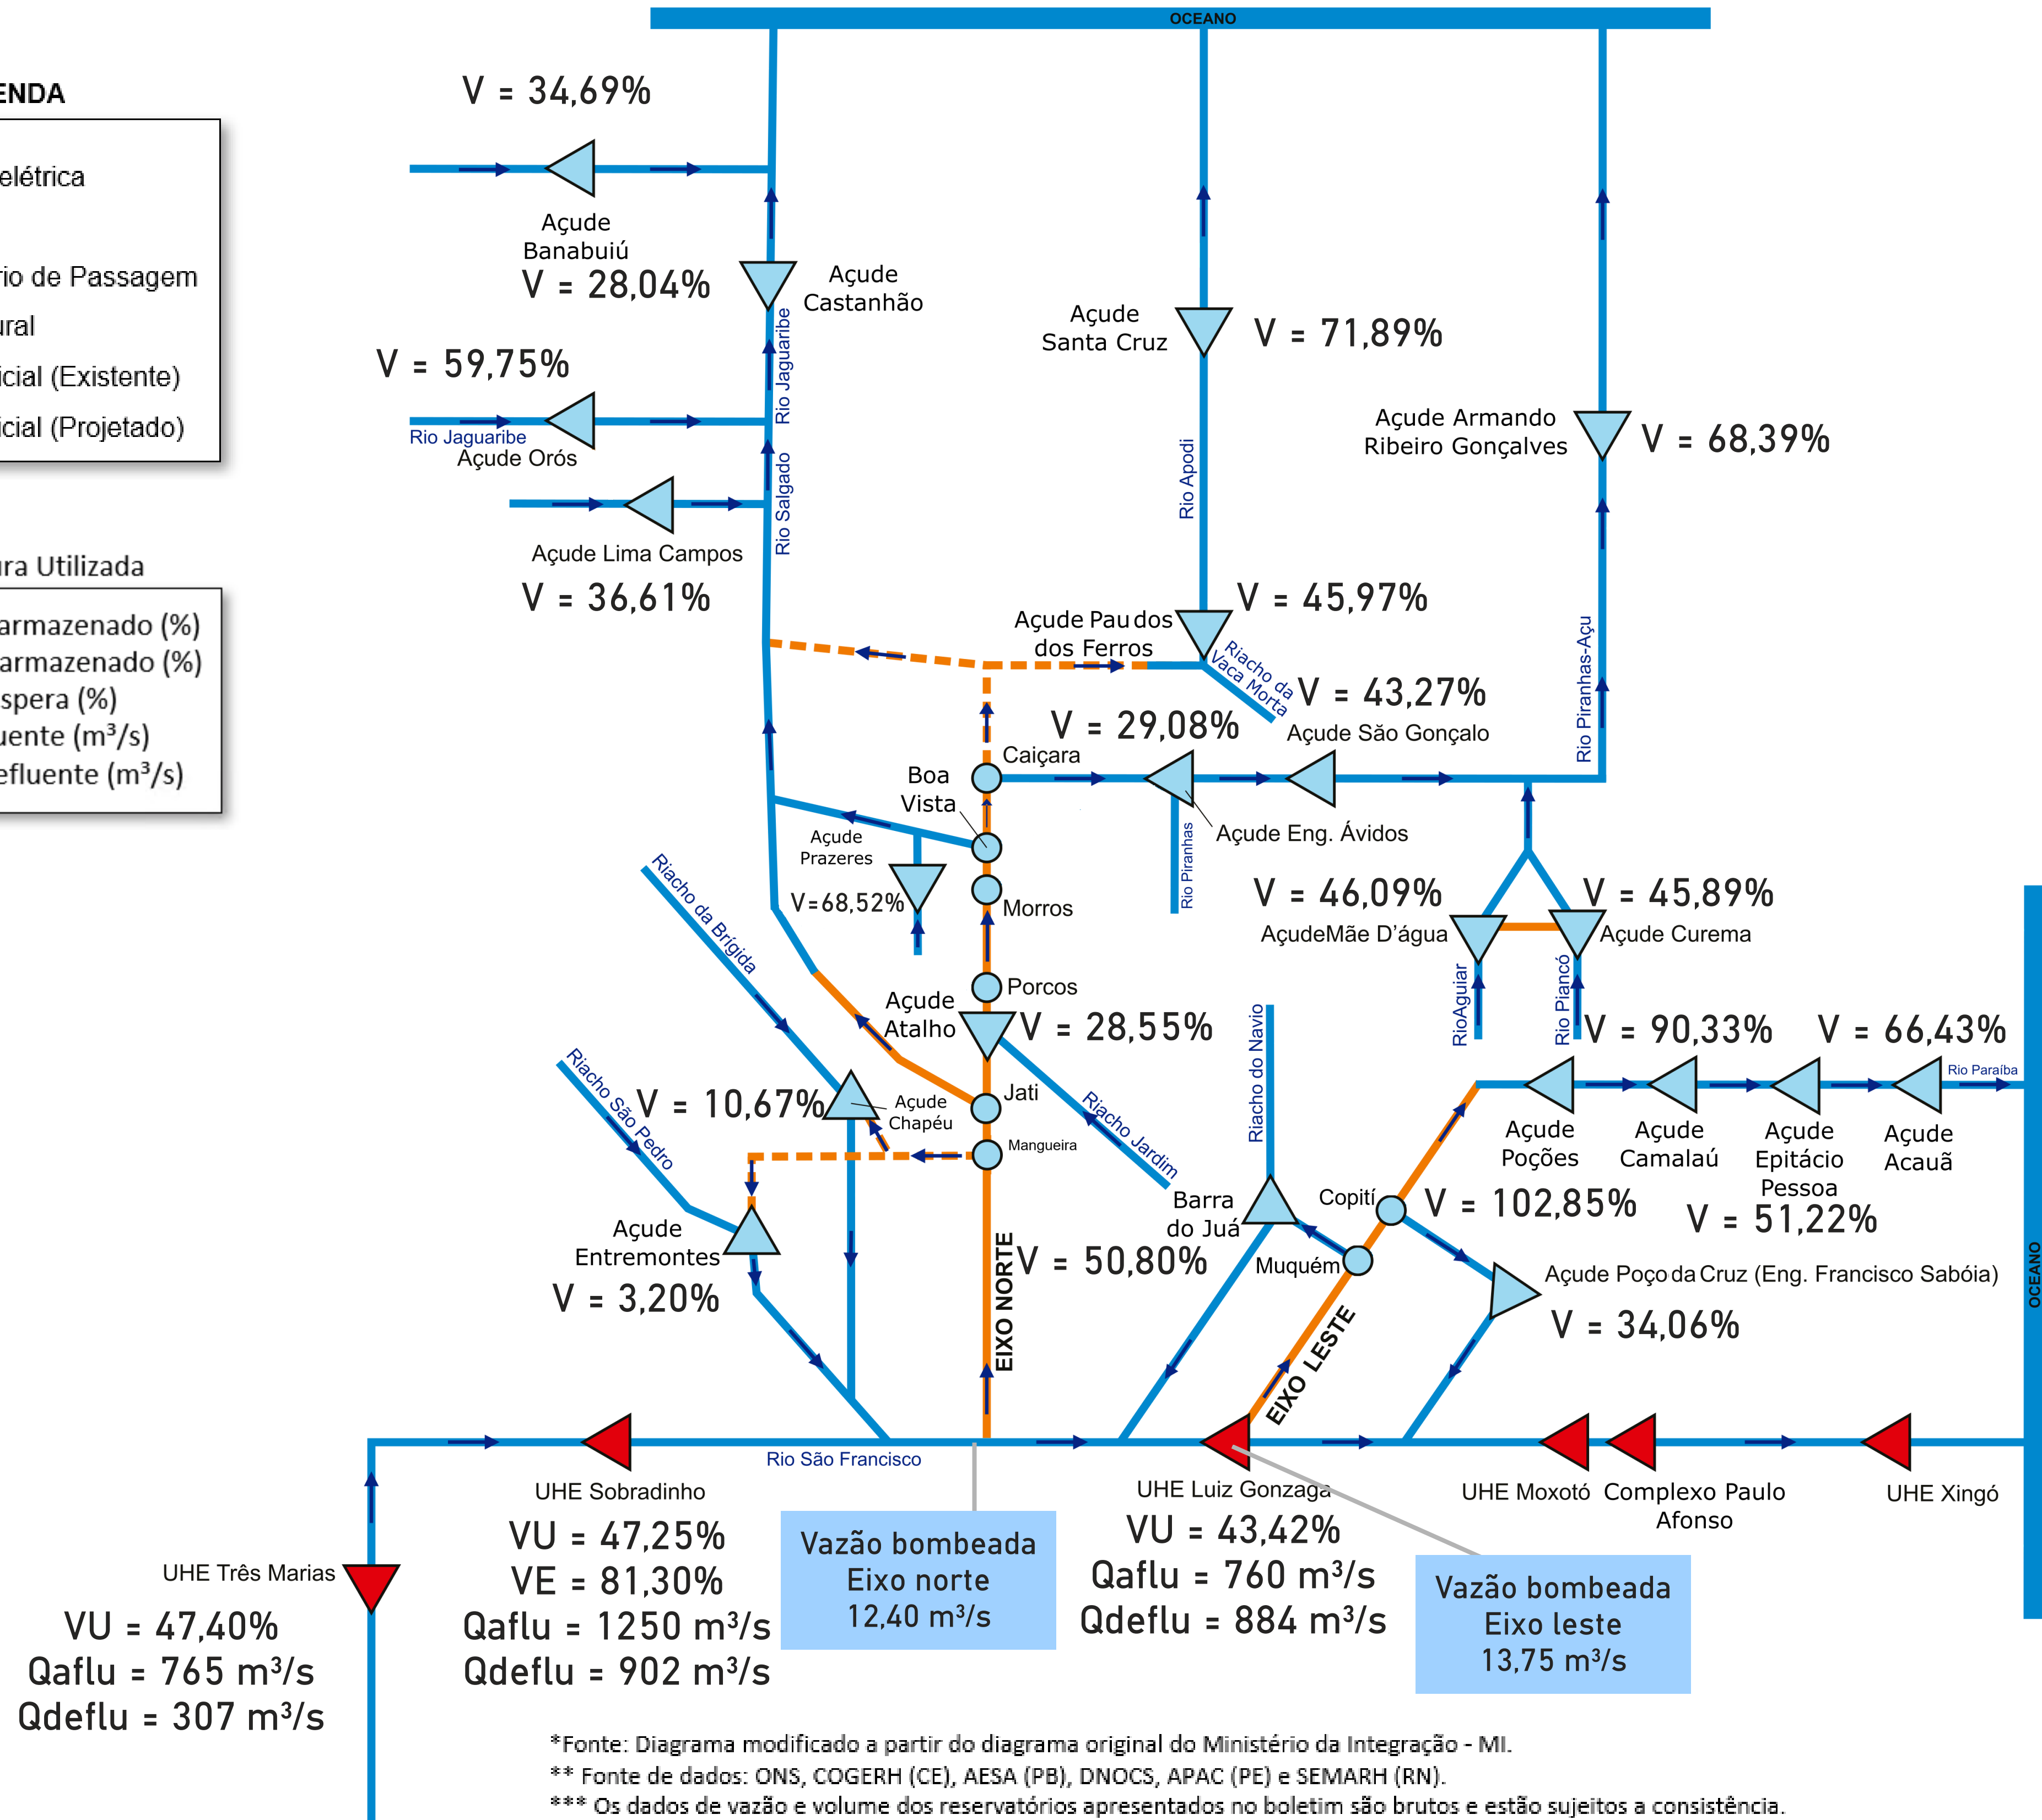 OCEANO
ENDA
elétrica
rio de Passagem
ural
icial (Existente)
icial (Projetado)
ura Utilizada
armazenado (%)
armazenado (%)
spera (%)
uente (m³/s)
efluente (m³/s)
V = 34,69%
Açude
Banabuiú
V = 28,04%
Açude
Castanhão
Rio Jaguaribe
V = 59,75%
Rio Jaguaribe
Açude Orós
Rio Salgado
Açude Lima Campos
V = 36,61%
Açude
Santa Cruz
V = 71,89%
Rio Apodi
Açude Armando
Ribeiro Gonçalves
V = 68,39%
Rio Piranhas-Açu
Açude Pau dos
dos Ferros
V = 45,97%
Riacho da
Vaca Morta
V = 43,27%
Açude São Gonçalo
V = 29,08%
Caiçara
Boa
Vista
Açude Eng. Ávidos
Rio Piranhas
Açude
Prazeres
V=68,52%
Morros
Riacho da Brígida
V = 46,09%
AçudeMãe D'água
V = 45,89%
Açude Curema
RioAguiar
Rio Piancó
Porcos
Açude
Atalho
V = 28,55%
Riacho do Navio
V = 90,33%
V = 66,43%
Rio Paraíba
Riacho São Pedro
V = 10,67%
Açude
Chapéu
Jati
Mangueira
Riacho Jardim
Açude
Poções
Açude
Camalaú
Açude
Epitácio
Pessoa
Açude
Acauã
V = 102,85%
V = 51,22%
Barra
do Juá
Copití
Muquém
V = 50,80%
Açude
Entremontes
V = 3,20%
EIXO NORTE
EIXO LESTE
Açude Poço da Cruz (Eng. Francisco Sabóia)
V = 34,06%
OCEANO
Rio São Francisco
UHE Sobradinho
VU = 47,25%
VE = 81,30%
Qaflu = 1250 m³/s
Qdeflu = 902 m³/s
Vazão bombeada
Eixo norte
12,40 m³/s
UHE Luiz Gonzaga
VU = 43,42%
Qaflu = 760 m³/s
Qdeflu = 884 m³/s
Vazão bombeada
Eixo leste
13,75 m³/s
UHE Moxotó
Complexo Paulo
Afonso
UHE Xingó
UHE Três Marias
VU = 47,40%
Qaflu = 765 m³/s
Qdeflu = 307 m³/s
*Fonte: Diagrama modificado a partir do diagrama original do Ministério da Integração - MI.
** Fonte de dados: ONS, COGERH (CE), AESA (PB), DNOCS, APAC (PE) e SEMARH (RN).
*** Os dados de vazão e volume dos reservatórios apresentados no boletim são brutos e estão sujeitos a consistência.